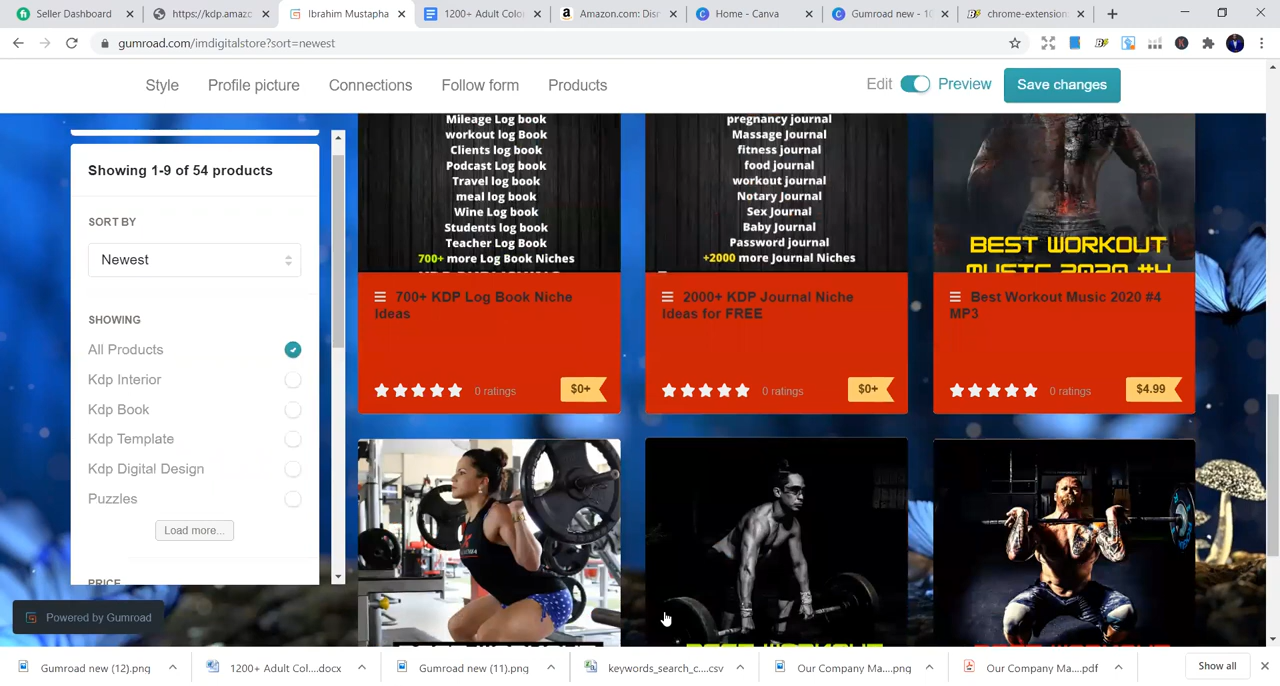 Seller Dashboard
https://kdp.amazc
Ibrahim Mustapha
1200+ Adult Colo
Amazon.com: Disn
Home - Canva
Gumroad new - 10
chrome-extension
gumroad.com/imdigitalstore?sort=newest
Style
Profile picture
Connections
Follow form
Products
Edit
Preview
Save changes
Showing 1-9 of 54 products
SORT BY
Newest
SHOWING
All Products
Kdp Interior
Kdp Book
Kdp Template
Kdp Digital Design
Puzzles
Load more...
PRICE
Powered by Gumroad
Mileage Log book
workout log Book
Clients log book
Podcast Log book
Travel log book
meal log book
Wine Log book
Students log book
Teacher Log Book
700+ more Log Book Niches
700+ KDP Log Book Niche
Ideas
0 ratings
$0+
pregnancy journal
Massage Journal
fitness journal
food journal
workout journal
Notary Journal
Sex Journal
Baby Journal
Password journal
+2000 more Journal Niches
2000+ KDP Journal Niche
Ideas for FREE
0 ratings
$0+
BEST WORKOUT
MUSIC 2020 #4
Best Workout Music 2020 #4
MP3
0 ratings
$4.99
Gumroad new (12).png
1200+ Adult Col....docx
Gumroad new (11).png
keywords_search_c....csv
Our Company Ma....png
Our Company Ma....pdf
Show all